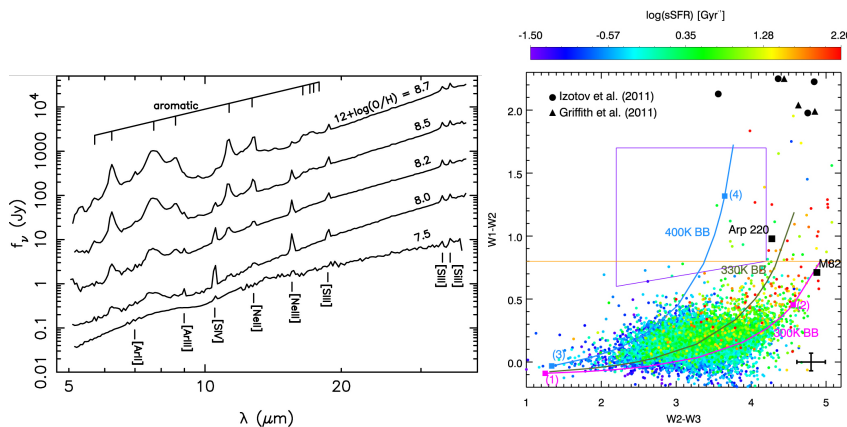 aromatic
12+log(O/H) = 8.7
8.5
8.2
8.0
7.5
[ArII]
[ArIII]
[SIV]
[NeII]
[NeIII]
[SIII]
[SIII]
[SiII]
10⁴
1000
100
10
1
0.1
0.01
fν (Jy)
5
10
20
λ (μm)
log(sSFR) [Gyr⁻¹]
-1.50
-0.57
0.35
1.28
2.20
Izotov et al. (2011)
Griffith et al. (2011)
(4)
400K BB
Arp 220
330K BB
M82
(2)
300K BB
(3)
(1)
2.0
1.5
1.0
0.5
0.0
W1-W2
1
2
3
4
5
W2-W3